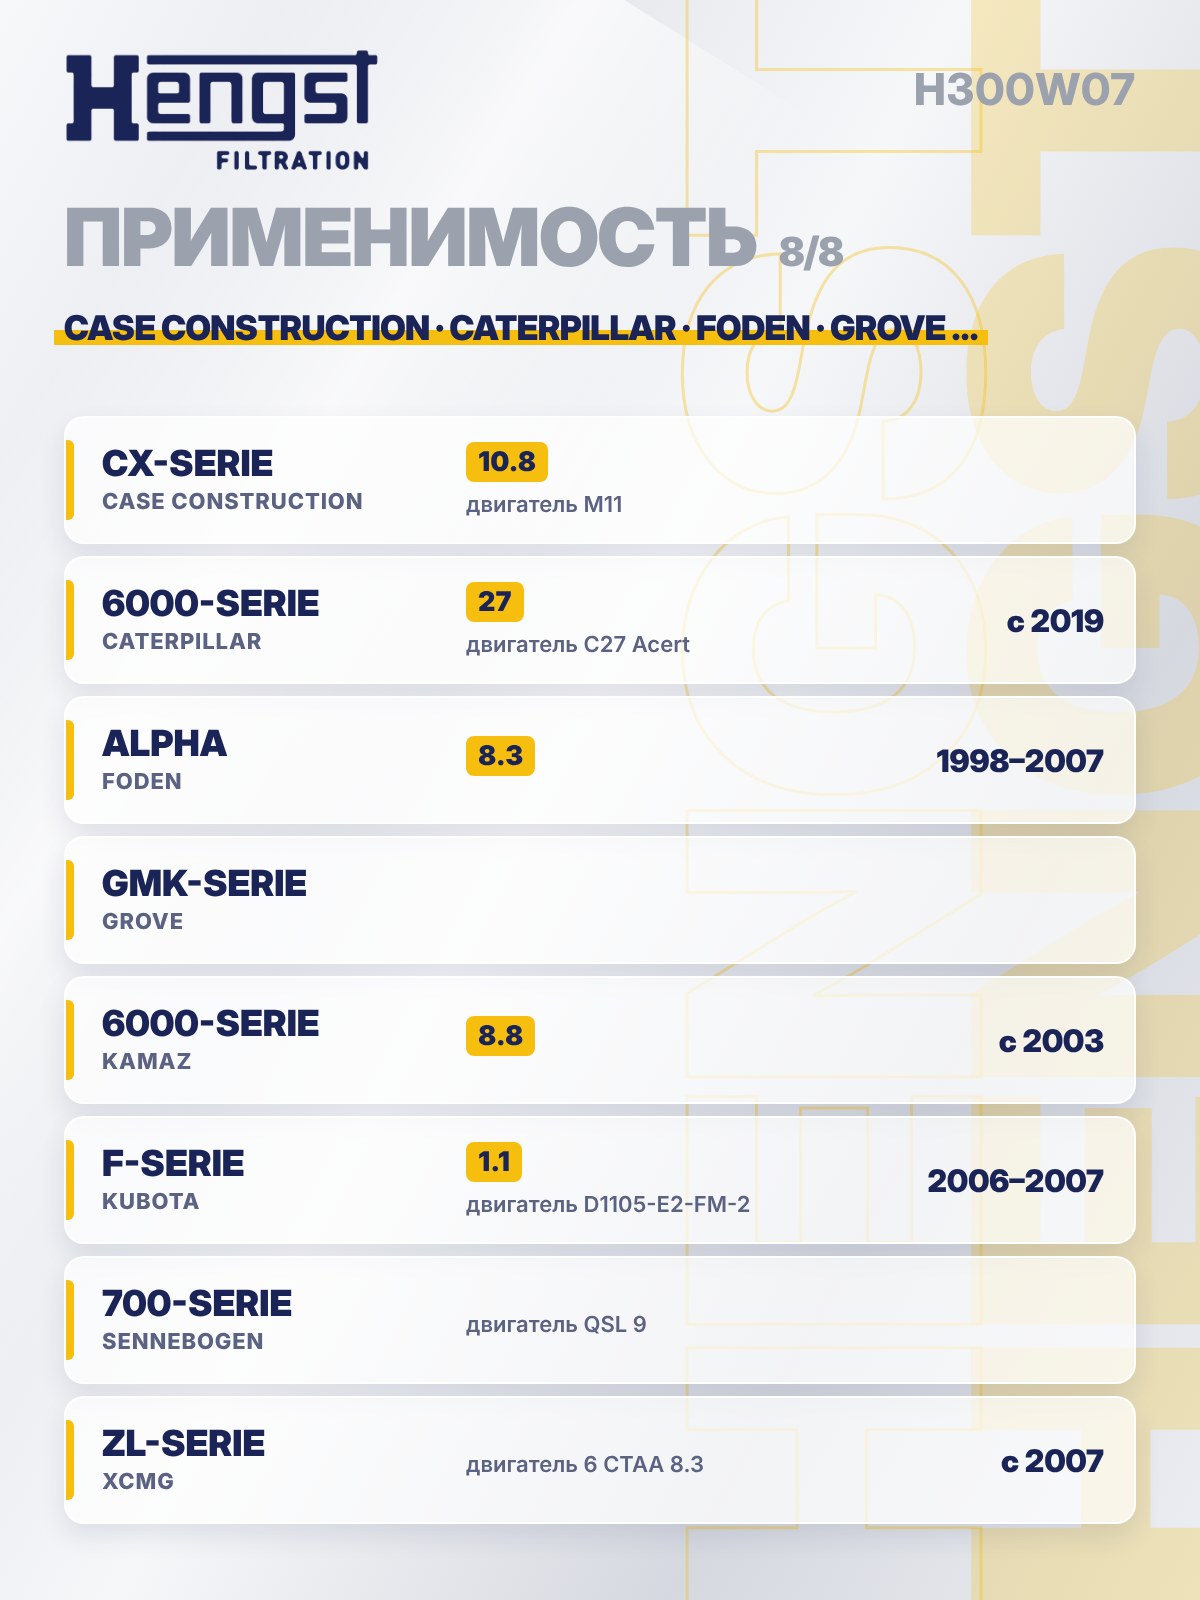 Hengst
FILTRATION
H300W07
ПРИМЕНИМОСТЬ 8/8
CASE CONSTRUCTION · CATERPILLAR · FODEN · GROVE ...
CX-SERIE
CASE CONSTRUCTION
10.8
двигатель M11
6000-SERIE
CATERPILLAR
27
двигатель C27 Acert
с 2019
ALPHA
FODEN
8.3
1998–2007
GMK-SERIE
GROVE
6000-SERIE
KAMAZ
8.8
с 2003
F-SERIE
KUBOTA
1.1
двигатель D1105-E2-FM-2
2006–2007
700-SERIE
SENNEBOGEN
двигатель QSL 9
ZL-SERIE
XCMG
двигатель 6 CTAA 8.3
с 2007
HENGST
HENGST